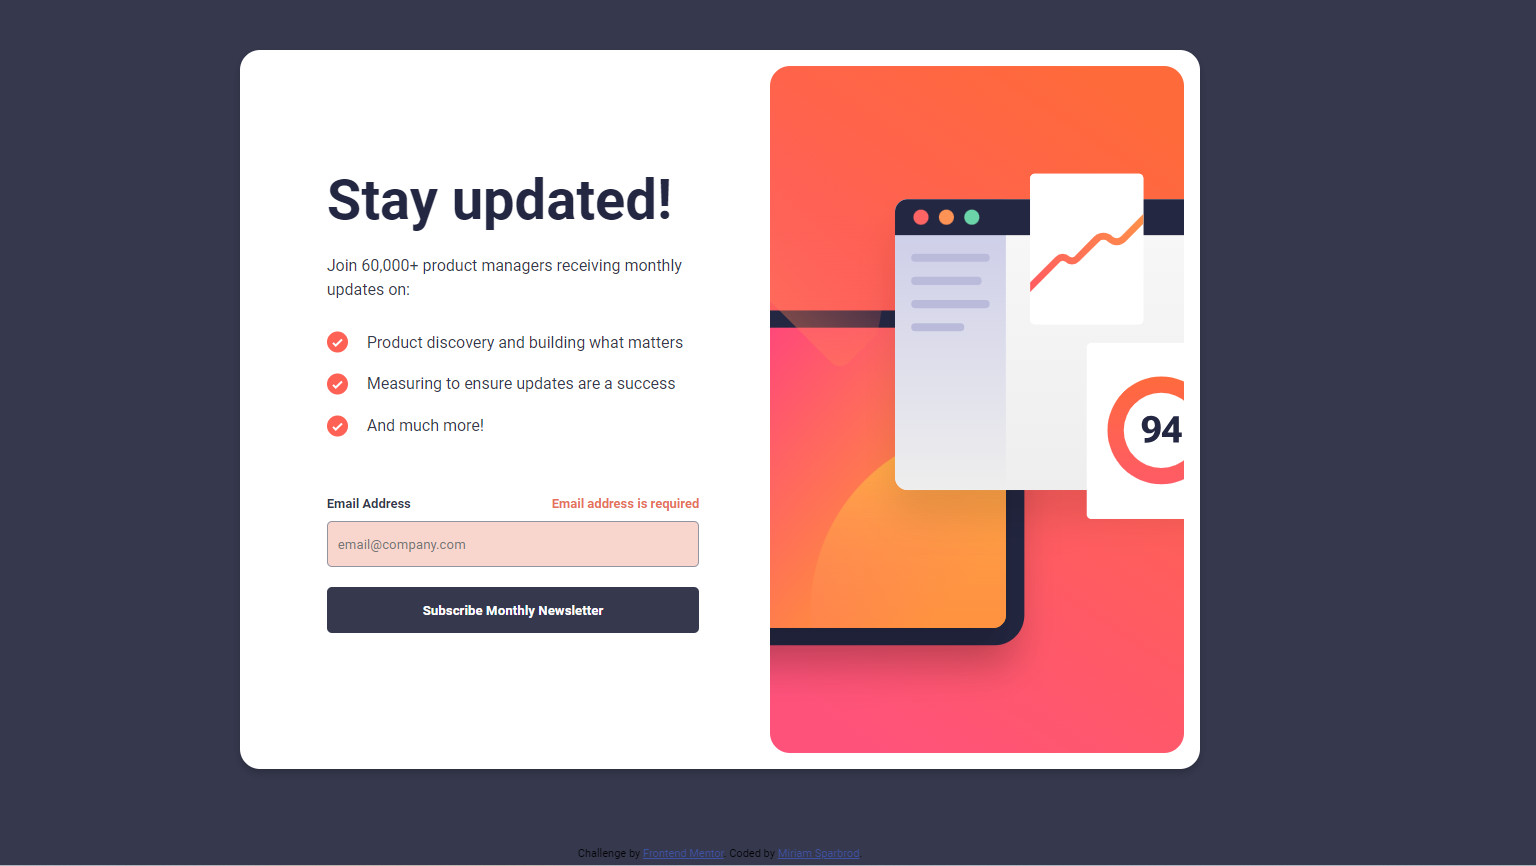 Stay updated!
Join 60,000+ product managers receiving monthly
updates on:
Product discovery and building what matters
Measuring to ensure updates are a success
And much more!
Email Address
Email address is required
email@company.com
Subscribe Monthly Newsletter
94
Challenge by Frontend Mentor. Coded by Miriam Sparbrod.